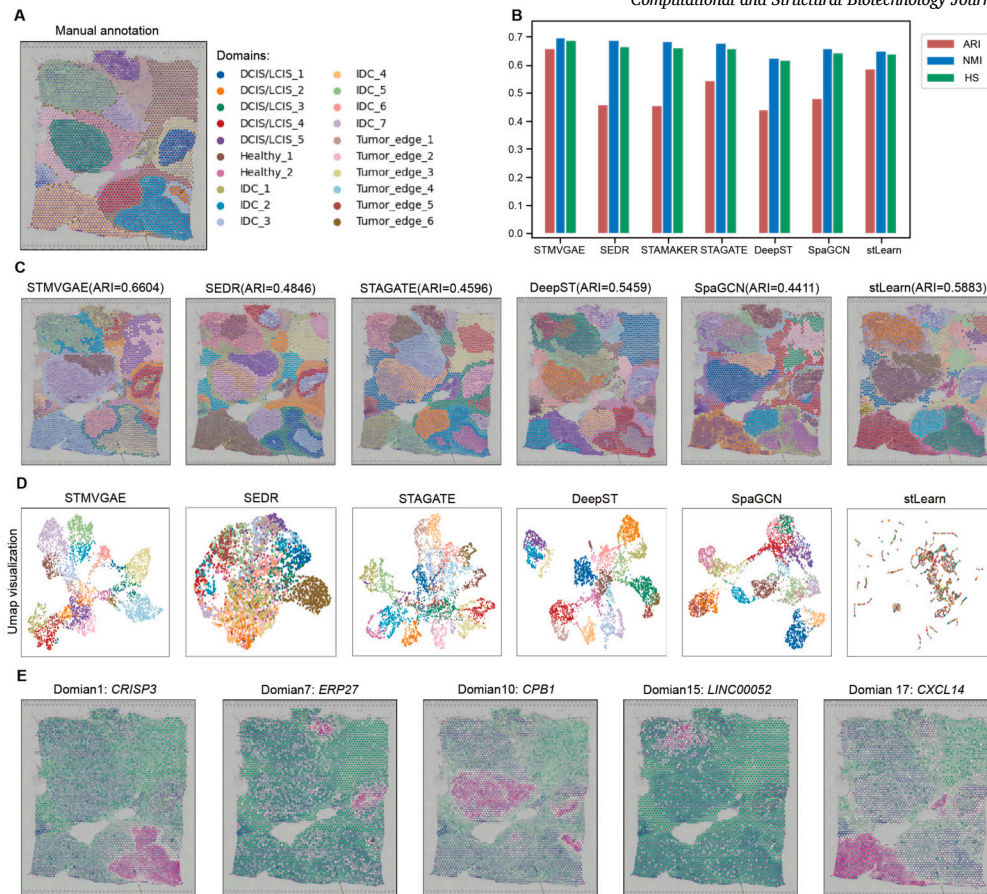 Computational and Structural Biotechnology
A
Manual annotation
Domains:
DCIS/LCIS_1
DCIS/LCIS_2
DCIS/LCIS_3
DCIS/LCIS_4
DCIS/LCIS_5
Healthy_1
Healthy_2
IDC_1
IDC_2
IDC_3
IDC_4
IDC_5
IDC_6
IDC_7
Tumor_edge_1
Tumor_edge_2
Tumor_edge_3
Tumor_edge_4
Tumor_edge_5
Tumor_edge_6
B
0.7
0.6
0.5
0.4
0.3
0.2
0.1
0.0
STMVGAE SEDR STAMAKER STAGATE DeepST SpaGCN stLearn
ARI
NMI
HS
C
STMVGAE(ARI=0.6604) SEDR(ARI=0.4846) STAGATE(ARI=0.4596) DeepST(ARI=0.5459) SpaGCN(ARI=0.4411) stLearn(ARI=0.5883)
D
STMVGAE SEDR STAGATE DeepST SpaGCN stLearn
Umap visualization
E
Domian1: CRISP3 Domian7: ERP27 Domian10: CPB1 Domian15: LINC00052 Domian 17: CXCL14